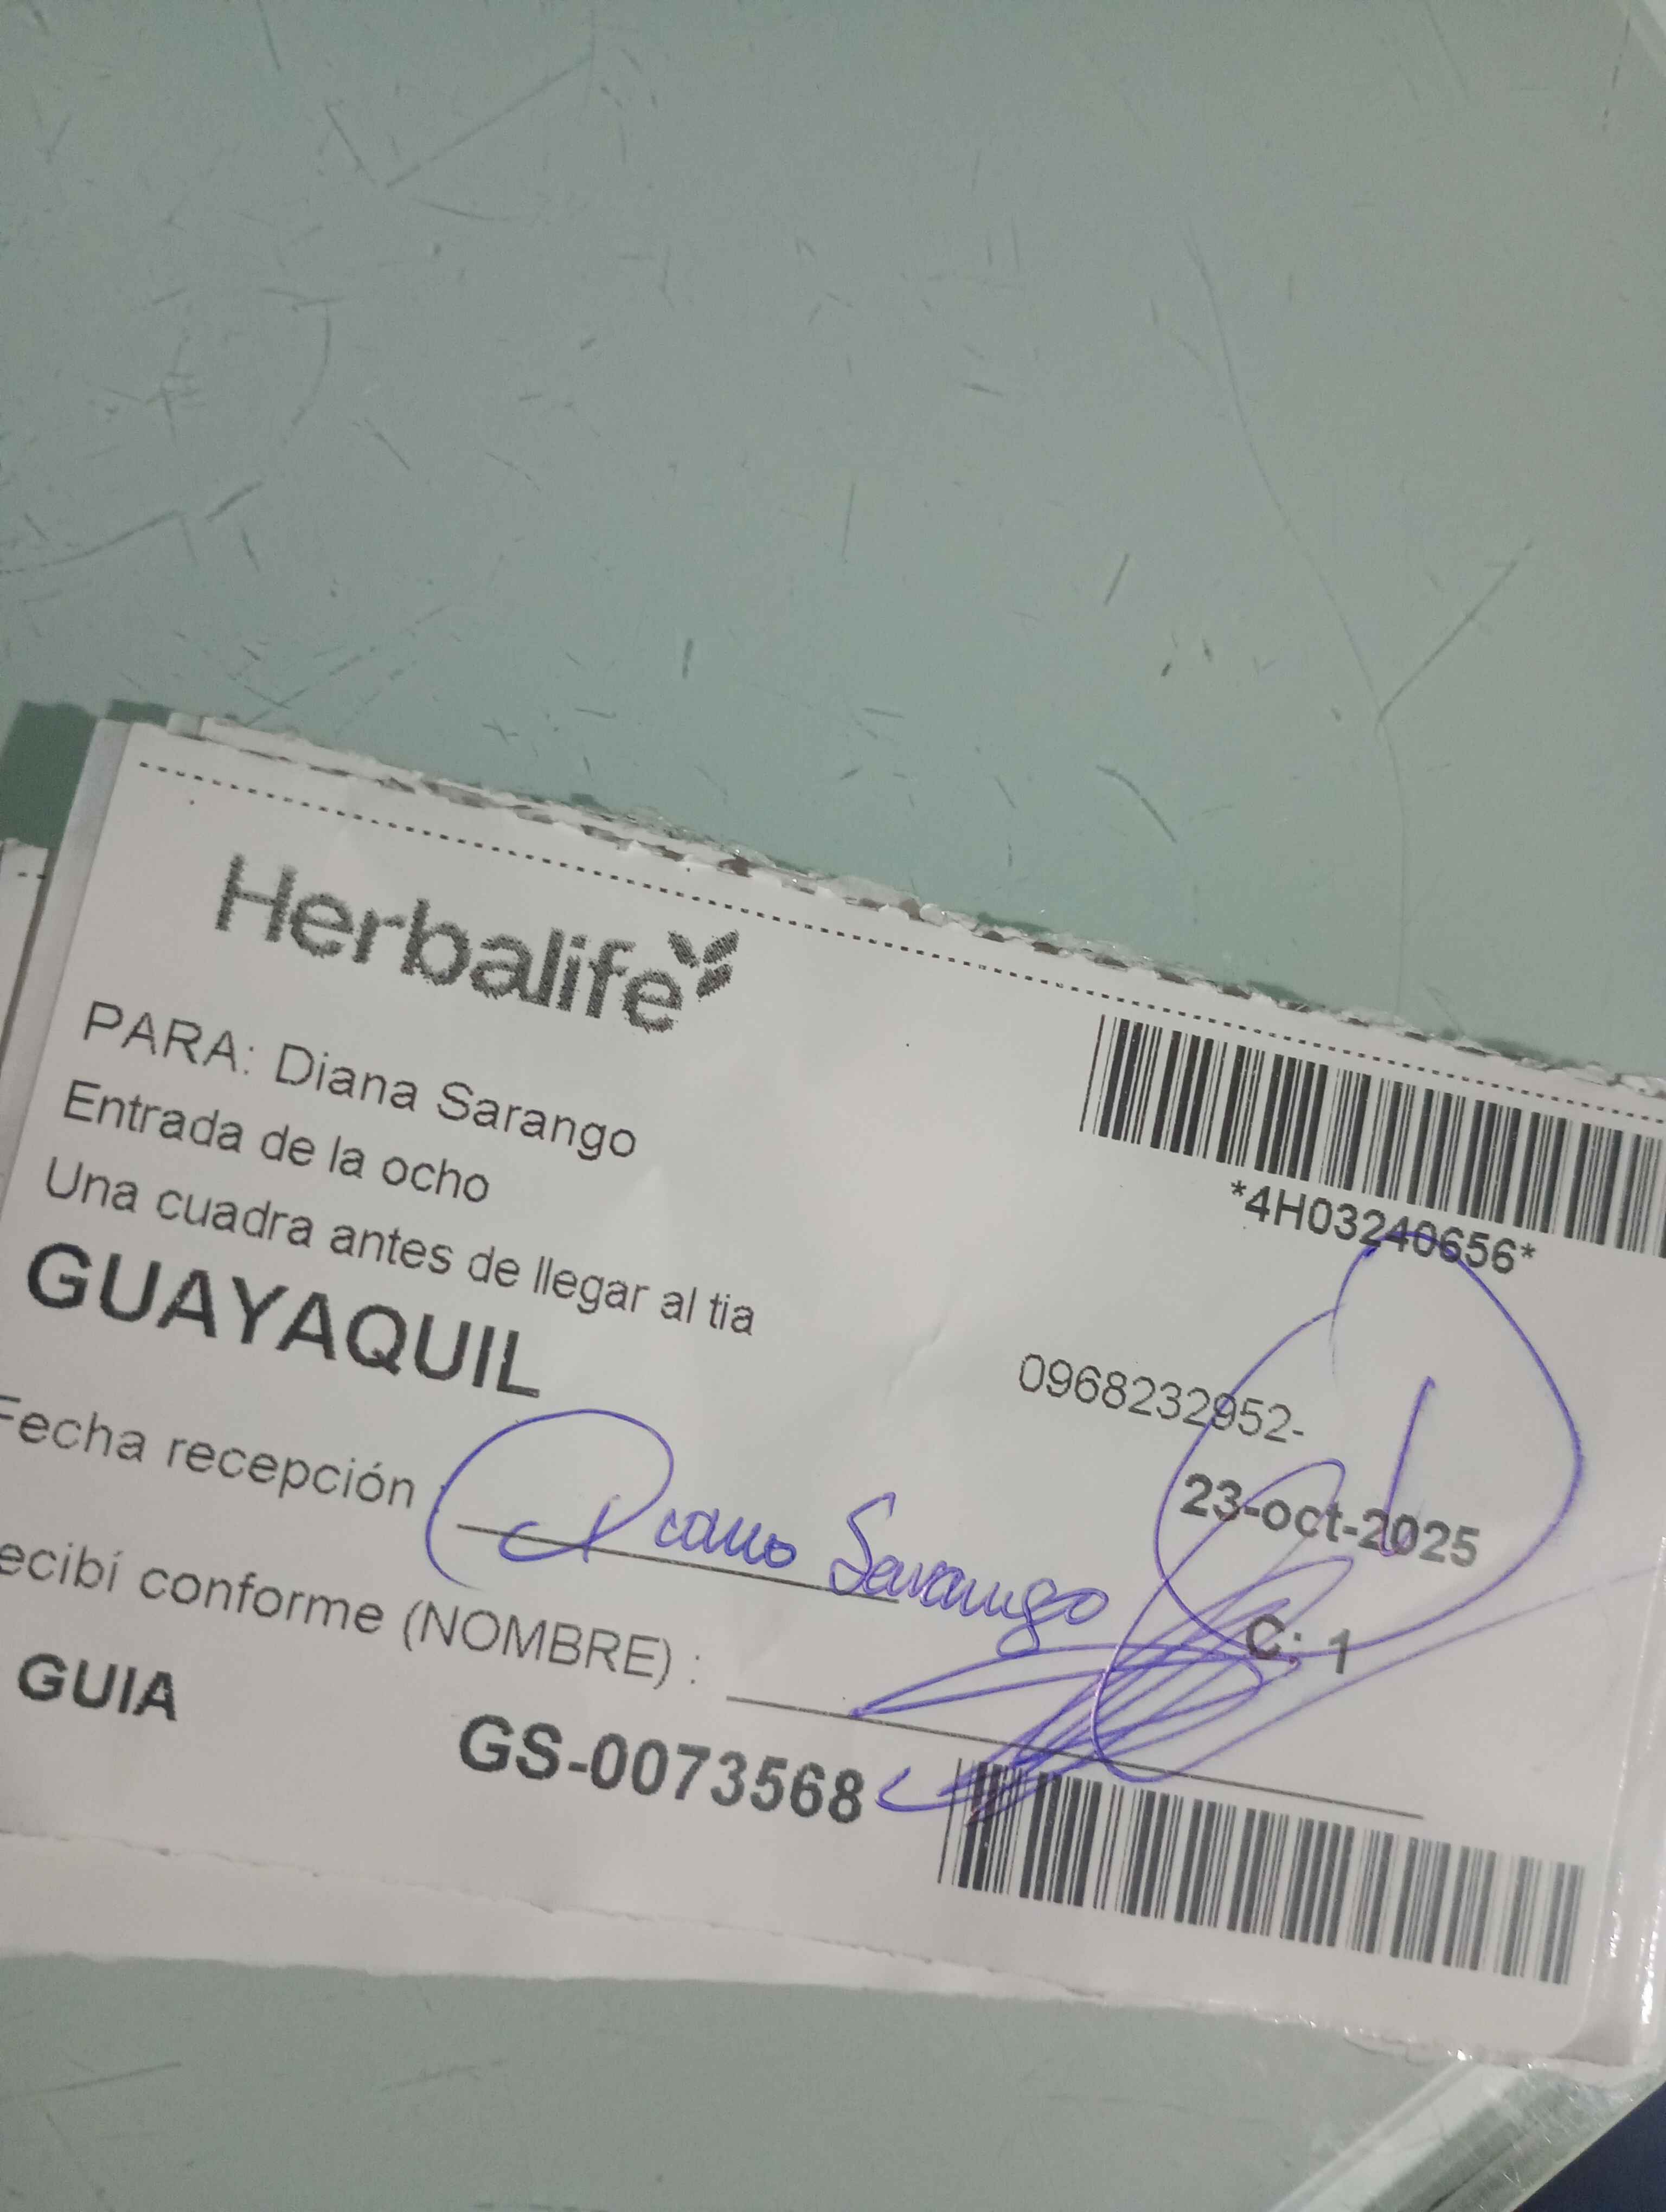 Herbalife
PARA: Diana Sarango
Entrada de la ocho
Una cuadra antes de llegar al tia
GUAYAQUIL
*4H03240656*
0968232952-
23-oct-2025
Fecha recepción Diana Sarango
C: 1
ecibí conforme (NOMBRE) :
GUIA GS-0073568